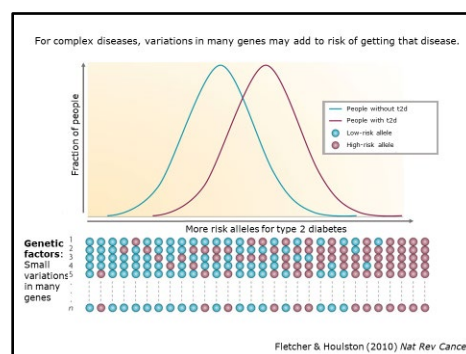 For complex diseases, variations in many genes may add to risk of getting that disease.
Fraction of people
People without t2d
People with t2d
Low-risk allele
High-risk allele
More risk alleles for type 2 diabetes
Genetic
factors:
Small
variations
in many
genes
1
2
3
4
5
.
.
.
n
Fletcher & Houlston (2010) Nat Rev Cance